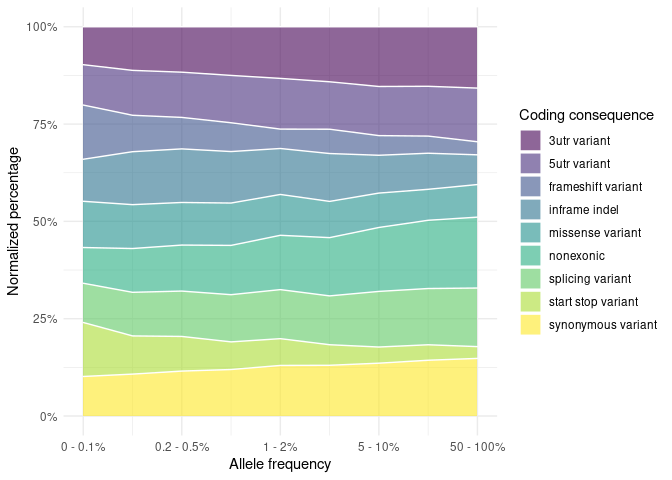 100%
75%
50%
25%
0%
Normalized percentage
0 - 0.1%
0.2 - 0.5%
1 - 2%
5 - 10%
50 - 100%
Allele frequency
Coding consequence
3utr variant
5utr variant
frameshift variant
inframe indel
missense variant
nonexonic
splicing variant
start stop variant
synonymous variant